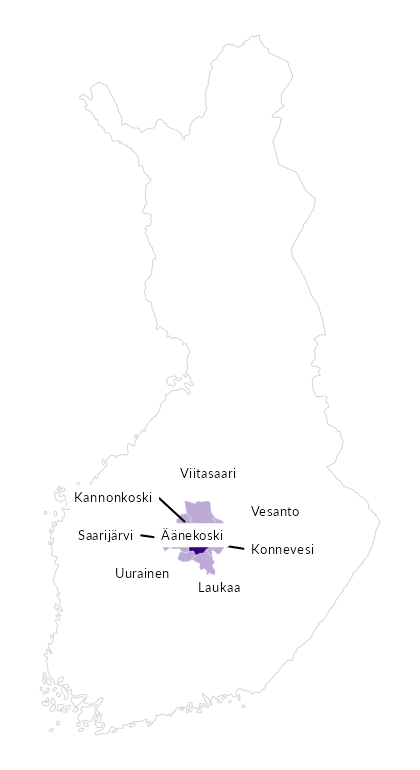 Viitasaari
Kannonkoski
Vesanto
Saarijärvi
Äänekoski
Konnevesi
Uurainen
Laukaa